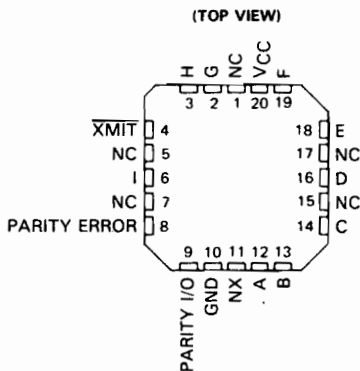 (TOP VIEW)
H G NC VCC F
3 2 1 20 19
XMIT 4
NC 5
I 6
NC 7
PARITY ERROR 8
18 E
17 NC
16 D
15 NC
14 C
9 10 11 12 13
PARITY I/O GND NX A B